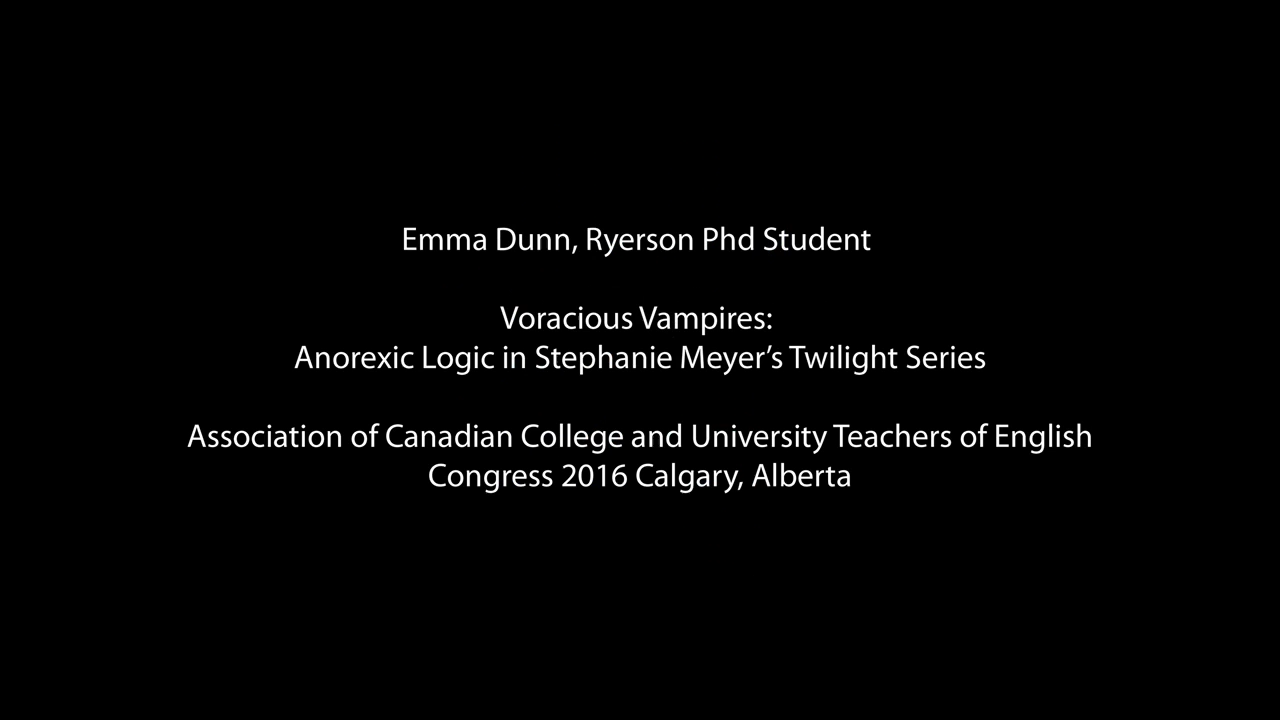 Emma Dunn, Ryerson Phd Student
Voracious Vampires:
Anorexic Logic in Stephanie Meyer’s Twilight Series
Association of Canadian College and University Teachers of English
Congress 2016 Calgary, Alberta